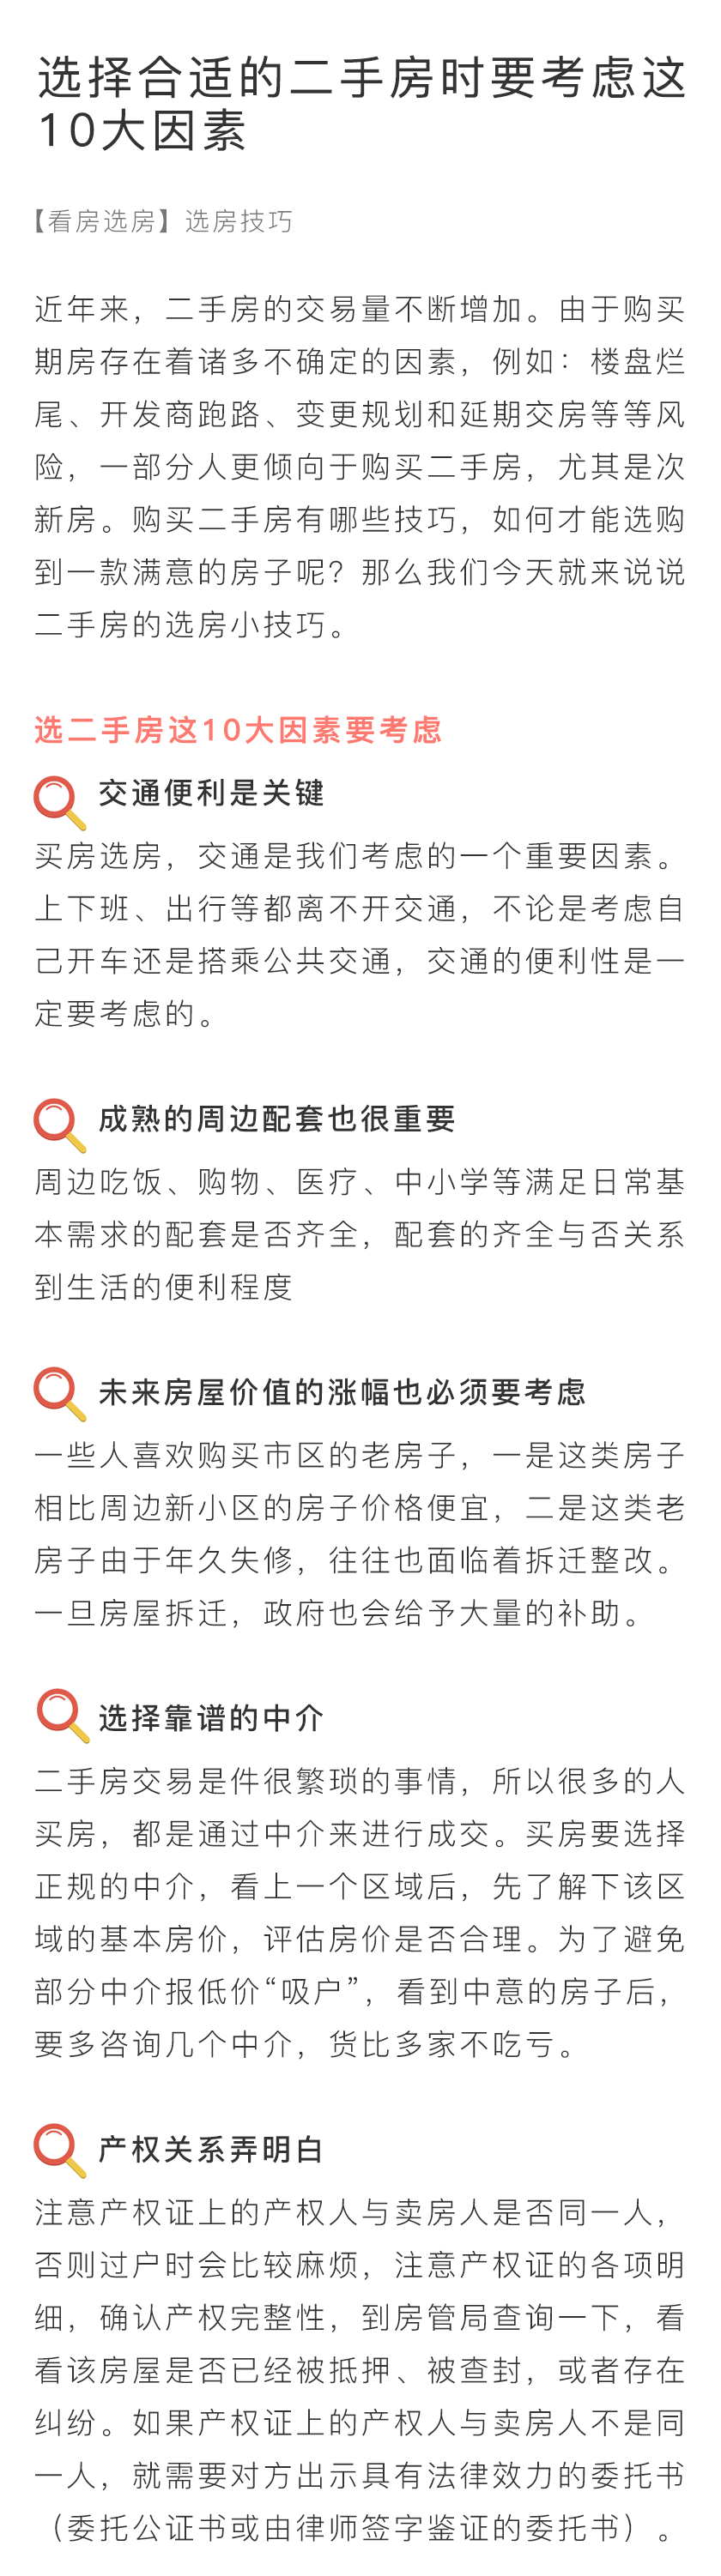 选择合适的二手房时要考虑这
10大因素
【看房选房】选房技巧
近年来，二手房的交易量不断增加。由于购买
期房存在着诸多不确定的因素，例如：楼盘烂
尾、开发商跑路、变更规划和延期交房等等风
险，一部分人更倾向于购买二手房，尤其是次
新房。购买二手房有哪些技巧，如何才能选购
到一款满意的房子呢？那么我们今天就来说说
二手房的选房小技巧。
选二手房这10大因素要考虑
交通便利是关键
买房选房，交通是我们考虑的一个重要因素。
上下班、出行等都离不开交通，不论是考虑自
己开车还是搭乘公共交通，交通的便利性是一
定要考虑的。
成熟的周边配套也很重要
周边吃饭、购物、医疗、中小学等满足日常基
本需求的配套是否齐全，配套的齐全与否关系
到生活的便利程度
未来房屋价值的涨幅也必须要考虑
一些人喜欢购买市区的老房子，一是这类房子
相比周边新小区的房子价格便宜，二是这类老
房子由于年久失修，往往也面临着拆迁整改。
一旦房屋拆迁，政府也会给予大量的补助。
选择靠谱的中介
二手房交易是件很繁琐的事情，所以很多的人
买房，都是通过中介来进行成交。买房要选择
正规的中介，看上一个区域后，先了解下该区
域的基本房价，评估房价是否合理。为了避免
部分中介报低价“吸户”，看到中意的房子后，
要多咨询几个中介，货比多家不吃亏。
产权关系弄明白
注意产权证上的产权人与卖房人是否同一人，
否则过户时会比较麻烦，注意产权证的各项明
细，确认产权完整性，到房管局查询一下，看
看该房屋是否已经被抵押、被查封，或者存在
纠纷。如果产权证上的产权人与卖房人不是同
一人，就需要对方出示具有法律效力的委托书
（委托公证书或由律师签字鉴证的委托书）。